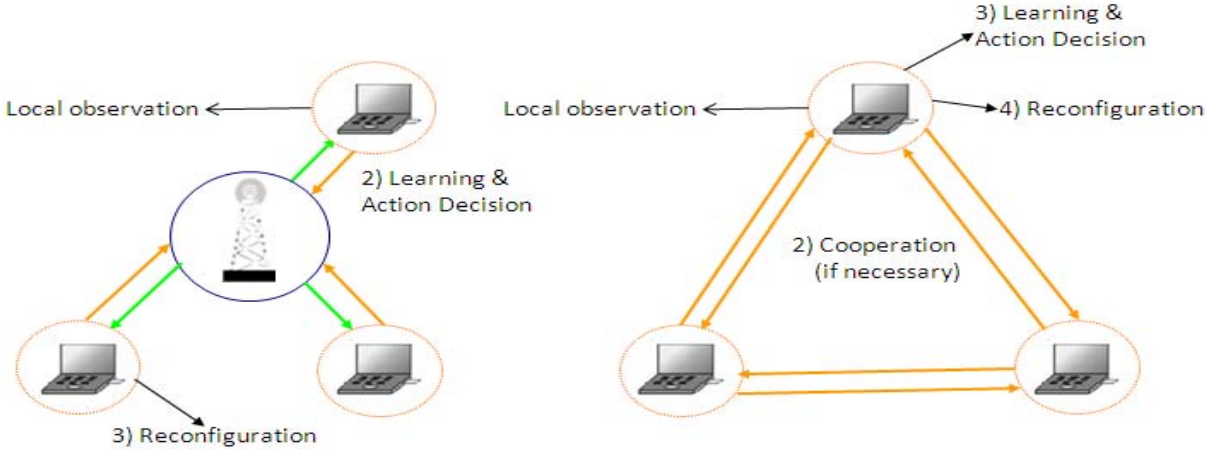 Local observation
2) Learning &
Action Decision
3) Reconfiguration
3) Learning &
Action Decision
Local observation
4) Reconfiguration
2) Cooperation
(if necessary)